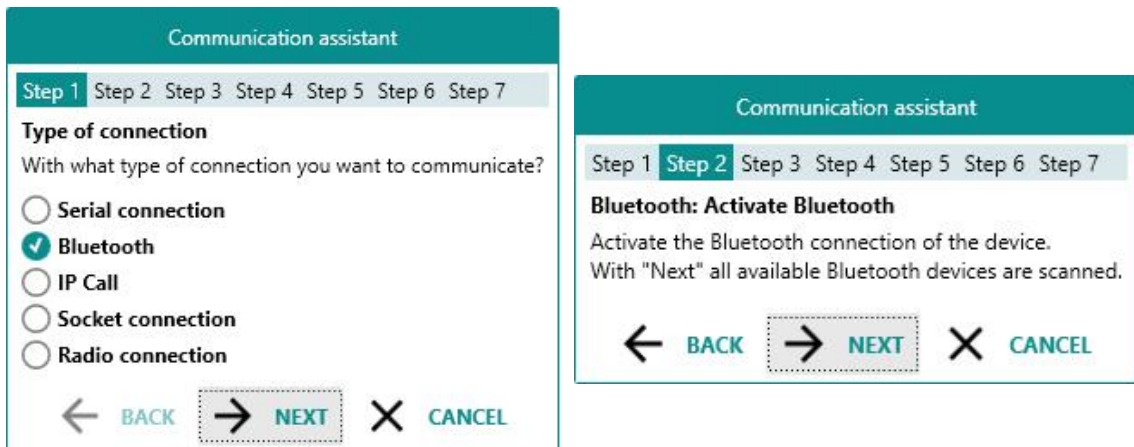 Communication assistant
Step 1 Step 2 Step 3 Step 4 Step 5 Step 6 Step 7
Type of connection
With what type of connection you want to communicate?
Serial connection
Bluetooth
IP Call
Socket connection
Radio connection
BACK NEXT CANCEL
Communication assistant
Step 1 Step 2 Step 3 Step 4 Step 5 Step 6 Step 7
Bluetooth: Activate Bluetooth
Activate the Bluetooth connection of the device.
With "Next" all available Bluetooth devices are scanned.
BACK NEXT CANCEL